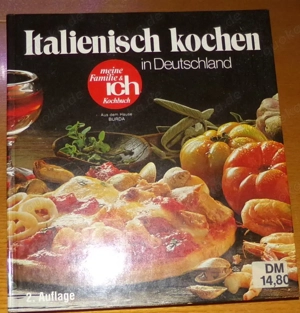 Italienisch kochen
in Deutschland
meine
Familie &
ich
Kochbuch
Aus dem Hause
BURDA
2. Auflage
DM
14,80